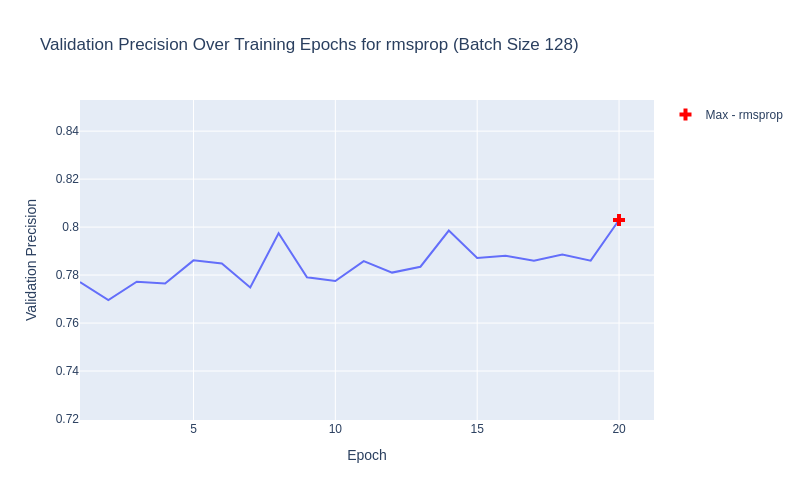 Validation Precision Over Training Epochs for rmsprop (Batch Size 128)
Max - rmsprop
Validation Precision
0.84
0.82
0.8
0.78
0.76
0.74
0.72
5
10
15
20
Epoch